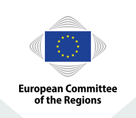 European Committee
of the Regions